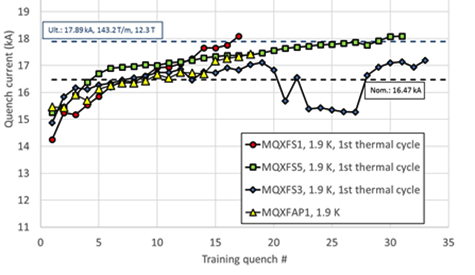 19
Ult.: 17.89 kA, 143.2 T/m, 12.3 T
18
17
16
15
14
13
12
11
Quench current (kA)
Nom.: 16.47 kA
MQXFS1, 1.9 K, 1st thermal cycle
MQXFS5, 1.9 K, 1st thermal cycle
MQXFS3, 1.9 K, 1st thermal cycle
MQXFAP1, 1.9 K
0 5 10 15 20 25 30 35
Training quench #